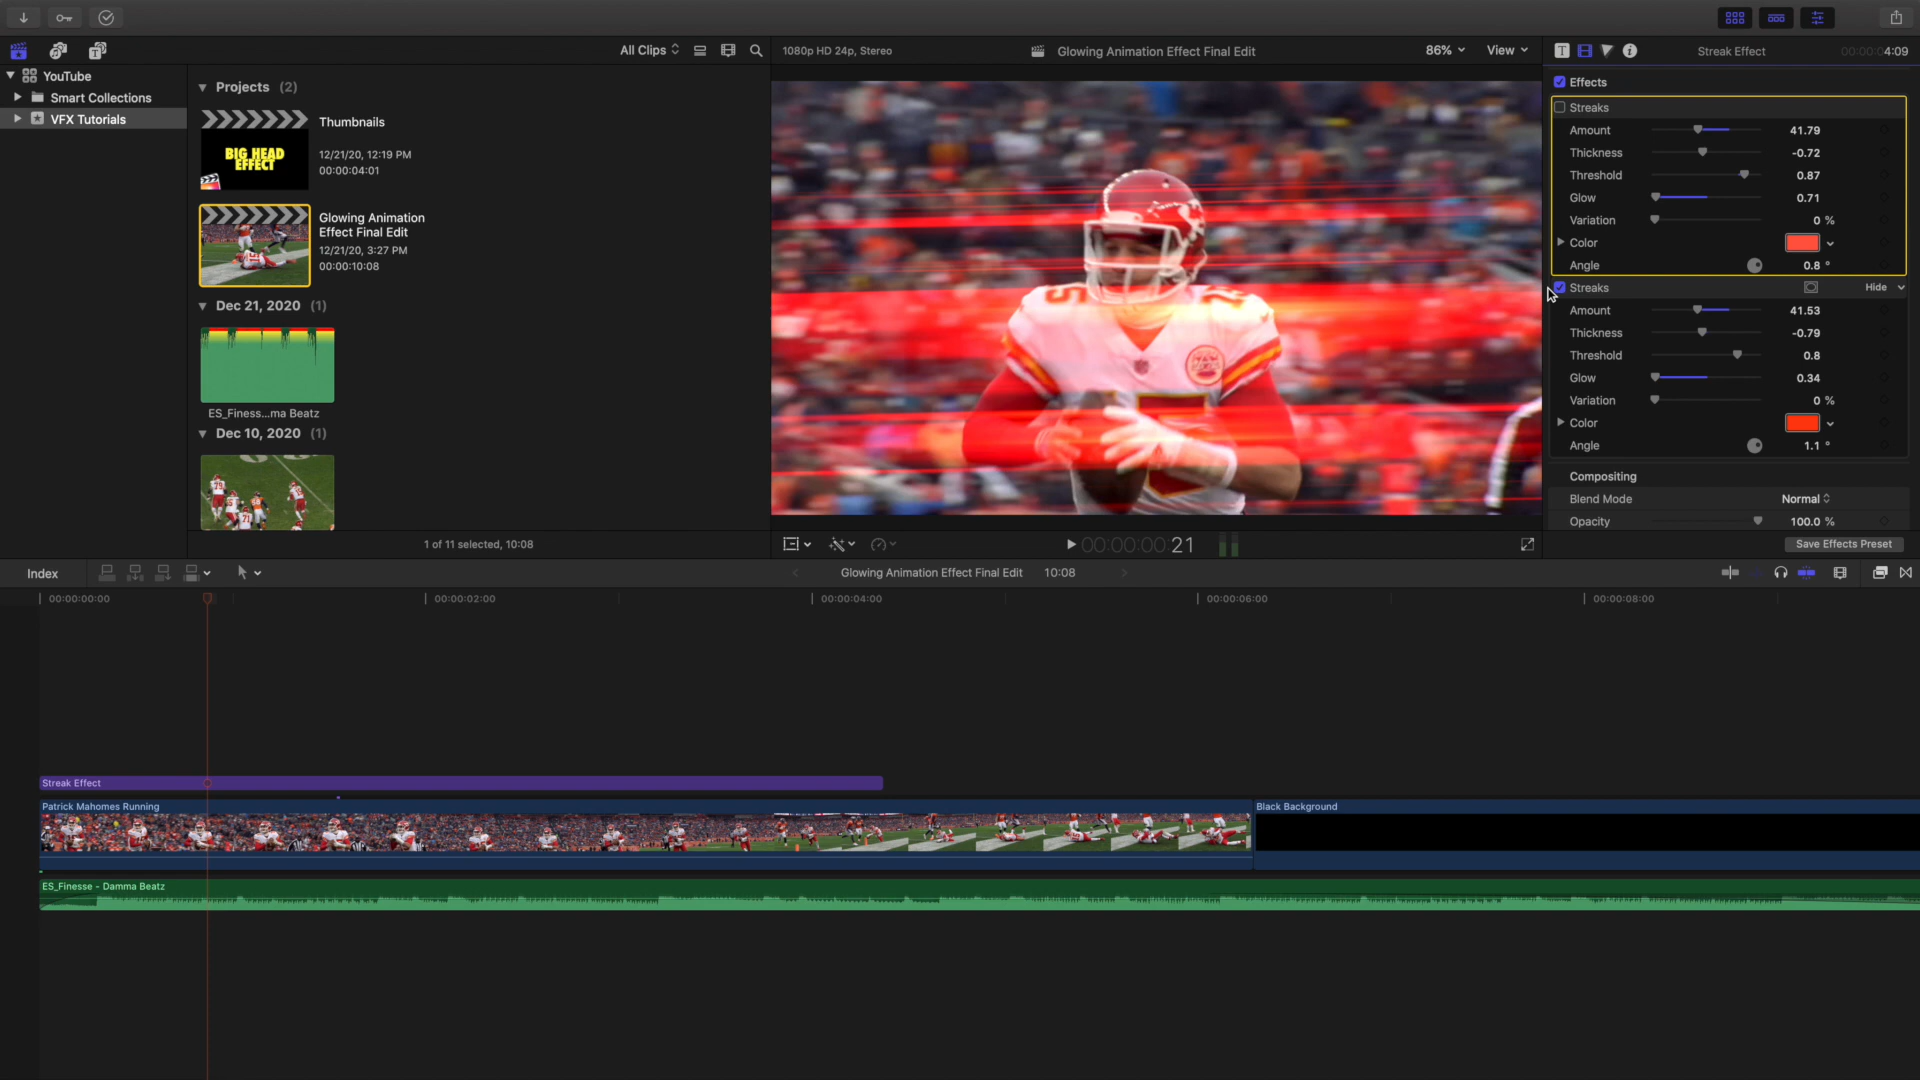 All Clips
1080p HD 24p, Stereo
Glowing Animation Effect Final Edit
86%
View
Streak Effect
00:00:04:09
YouTube
Smart Collections
VFX Tutorials
Projects (2)
Thumbnails
12/21/20, 12:19 PM
00:00:04:01
BIG HEAD
EFFECT
Glowing Animation
Effect Final Edit
12/21/20, 3:27 PM
00:00:10:08
Dec 21, 2020 (1)
ES_Finess...ma Beatz
Dec 10, 2020 (1)
1 of 11 selected, 10:08
00:00:00:21
Effects
Streaks
Amount 41.79
Thickness -0.72
Threshold 0.87
Glow 0.71
Variation 0 %
Color
Angle 0.8 °
Streaks Hide
Amount 41.53
Thickness -0.79
Threshold 0.8
Glow 0.34
Variation 0 %
Color
Angle 1.1 °
Compositing
Blend Mode Normal
Opacity 100.0 %
Save Effects Preset
Index
Glowing Animation Effect Final Edit 10:08
00:00:00:00
00:00:02:00
00:00:04:00
00:00:06:00
00:00:08:00
Streak Effect
Patrick Mahomes Running
Black Background
ES_Finesse - Damma Beatz